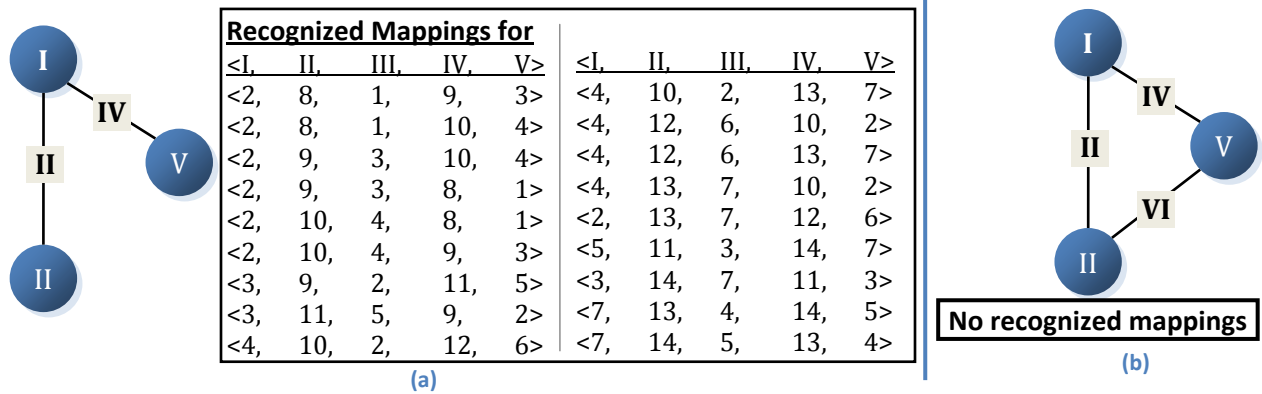 I
IV
II
V
II
Recognized Mappings for
<I, II, III, IV, V>
<2, 8, 1, 9, 3>
<2, 8, 1, 10, 4>
<2, 9, 3, 10, 4>
<2, 9, 3, 8, 1>
<2, 10, 4, 8, 1>
<2, 10, 4, 9, 3>
<3, 9, 2, 11, 5>
<3, 11, 5, 9, 2>
<4, 10, 2, 12, 6>
<I, II, III, IV, V>
<4, 10, 2, 13, 7>
<4, 12, 6, 10, 2>
<4, 12, 6, 13, 7>
<4, 13, 7, 10, 2>
<2, 13, 7, 12, 6>
<5, 11, 3, 14, 7>
<3, 14, 7, 11, 3>
<7, 13, 4, 14, 5>
<7, 14, 5, 13, 4>
(a)
I
IV
II
V
VI
II
No recognized mappings
(b)